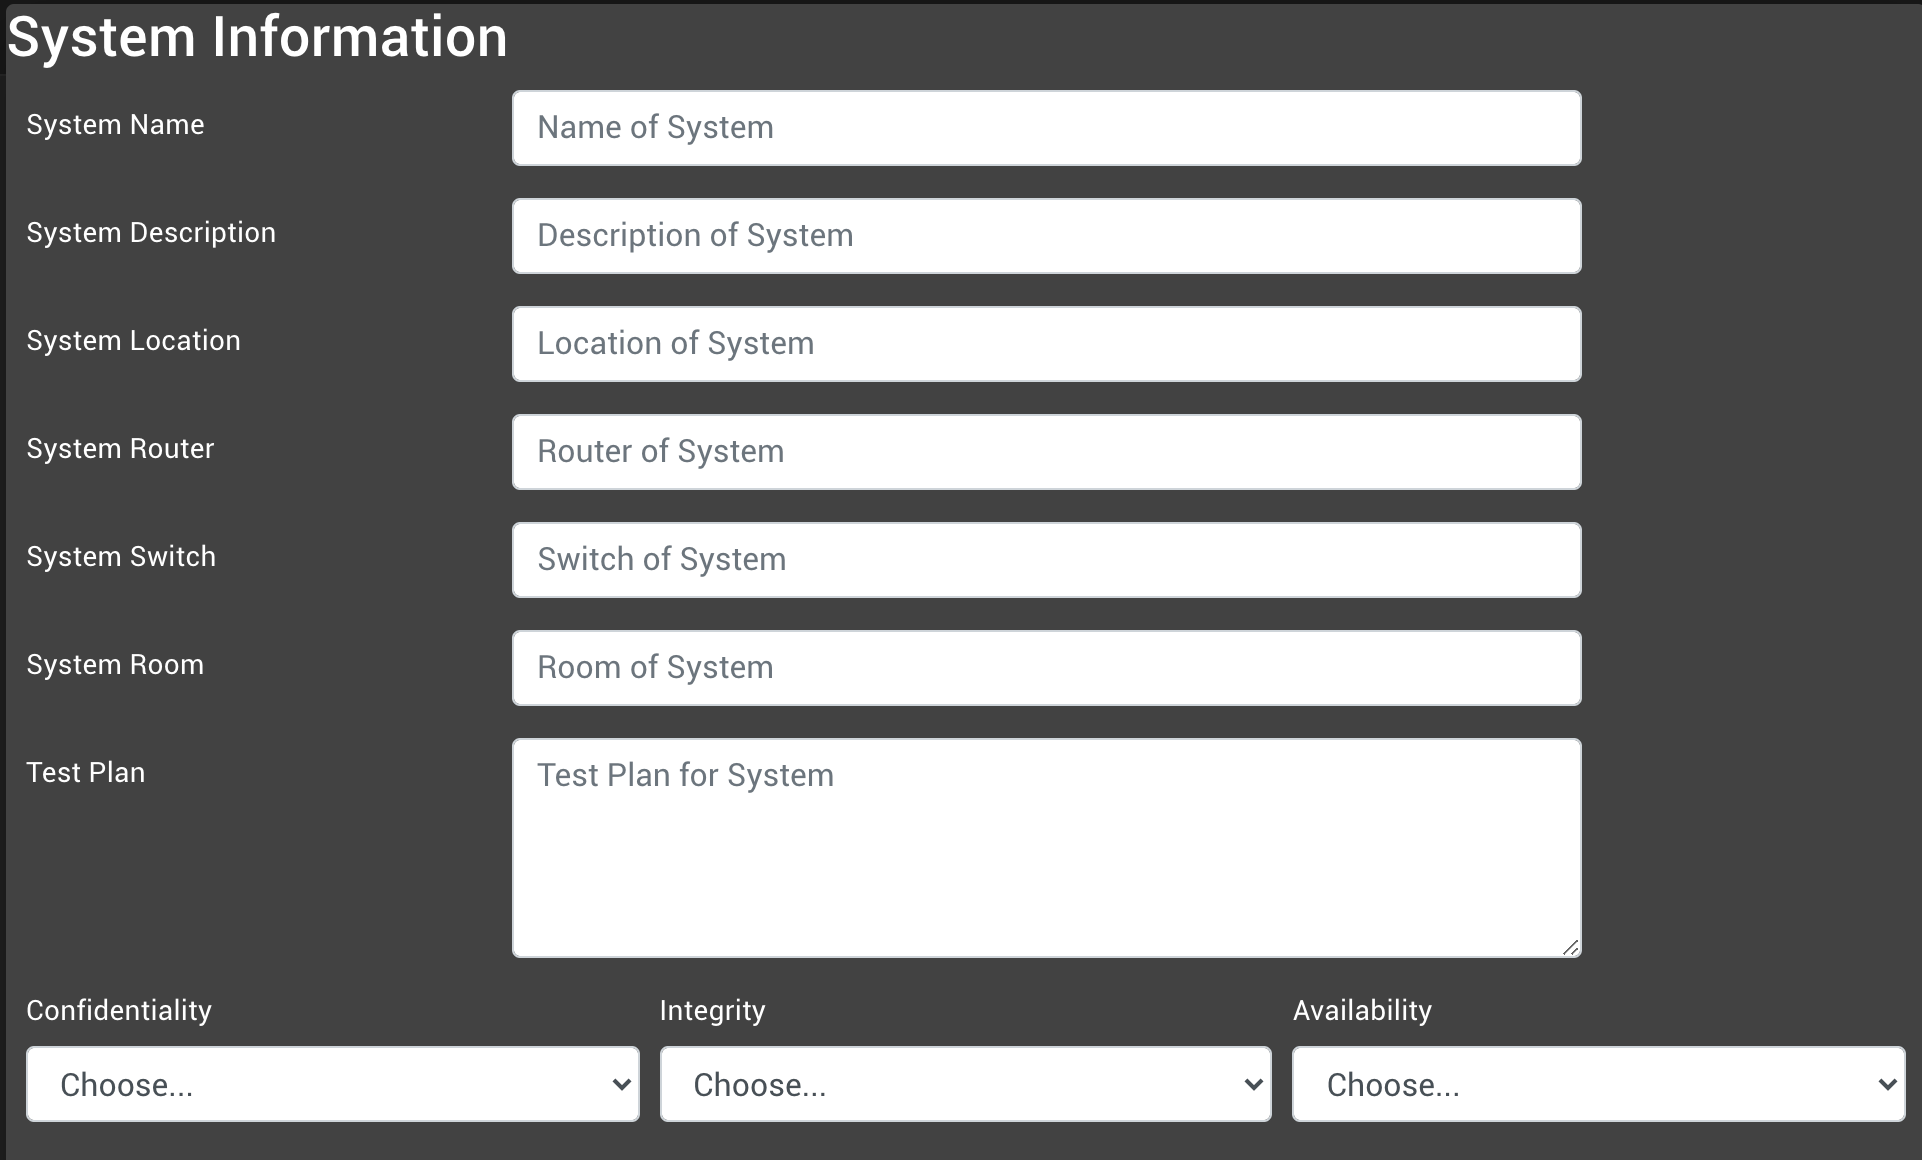 System Information
System Name
Name of System
System Description
Description of System
System Location
Location of System
System Router
Router of System
System Switch
Switch of System
System Room
Room of System
Test Plan
Test Plan for System
Confidentiality
Integrity
Availability
Choose...
Choose...
Choose...